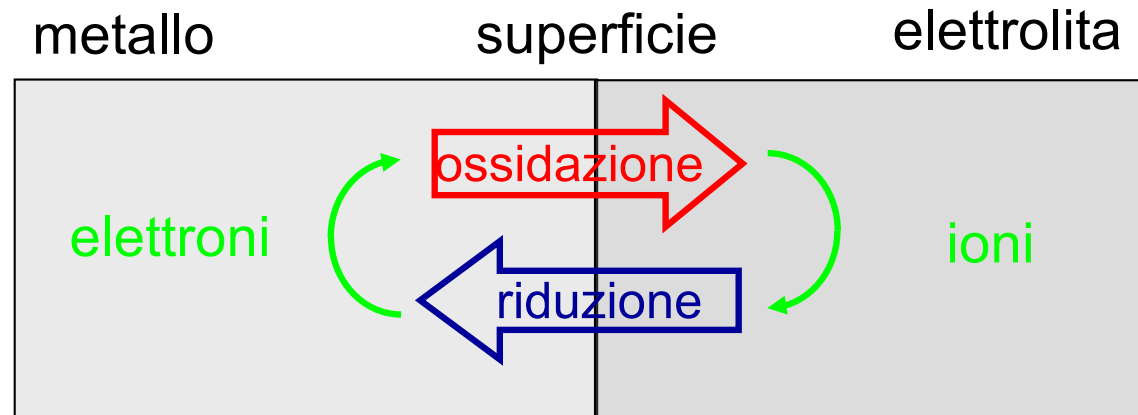 metallo superficie elettrolita
ossidazione
elettroni ioni
riduzione